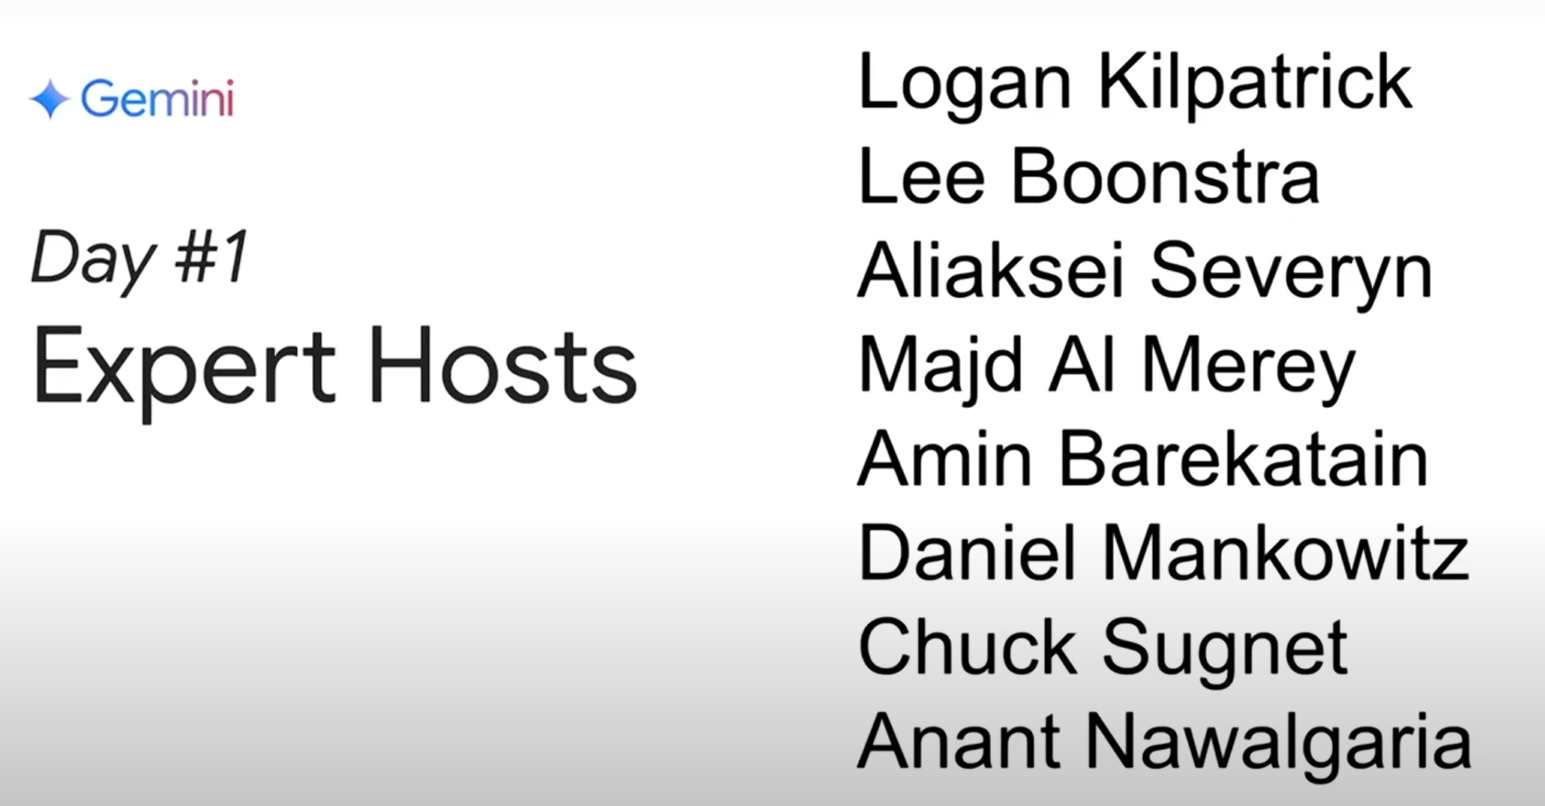 Gemini
Day #1
Expert Hosts
Logan Kilpatrick
Lee Boonstra
Aliaksei Severyn
Majd Al Merey
Amin Barekatain
Daniel Mankowitz
Chuck Sugnet
Anant Nawalgaria